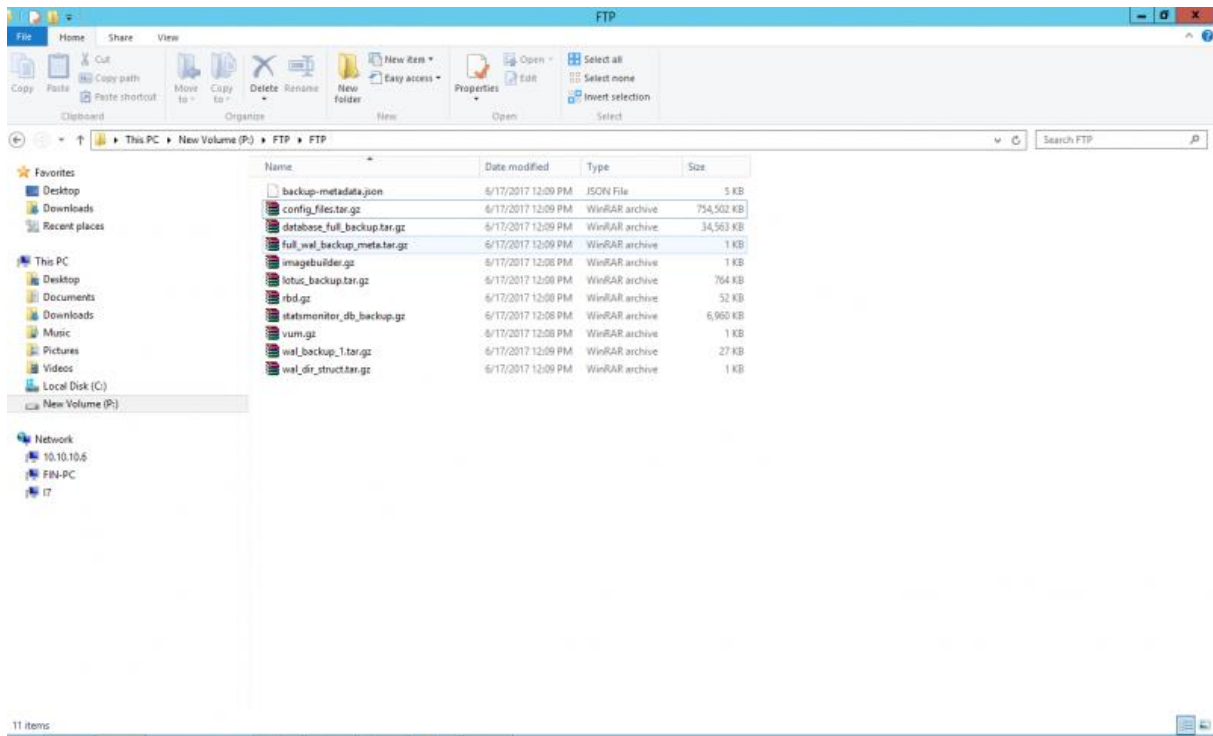 FTP
File Home Share View
Copy Paste Cut Copy path Paste shortcut Move to Copy to Delete Rename New folder New item Easy access Properties Open Edit Select all Select none Invert selection
Clipboard Organize New Open Select
This PC New Volume (P:) FTP FTP Search FTP
Name Date modified Type Size
backup-metadata.json 6/17/2017 12:09 PM JSON File 5 KB
config_files.tar.gz 6/17/2017 12:09 PM WinRAR archive 754,502 KB
database_full_backup.tar.gz 6/17/2017 12:09 PM WinRAR archive 34,563 KB
full_wal_backup_meta.tar.gz 6/17/2017 12:09 PM WinRAR archive 1 KB
imagebuilder.gz 6/17/2017 12:08 PM WinRAR archive 1 KB
lotus_backup.tar.gz 6/17/2017 12:08 PM WinRAR archive 764 KB
rbd.gz 6/17/2017 12:08 PM WinRAR archive 52 KB
statsmonitor_db_backup.gz 6/17/2017 12:08 PM WinRAR archive 6,960 KB
vum.gz 6/17/2017 12:08 PM WinRAR archive 1 KB
wal_backup_1.tar.gz 6/17/2017 12:09 PM WinRAR archive 27 KB
wal_dir_struct.tar.gz 6/17/2017 12:09 PM WinRAR archive 1 KB
Favorites
Desktop
Downloads
Recent places
This PC
Desktop
Documents
Downloads
Music
Pictures
Videos
Local Disk (C:)
New Volume (P:)
Network
10.10.10.6
FIN-PC
I7
11 items